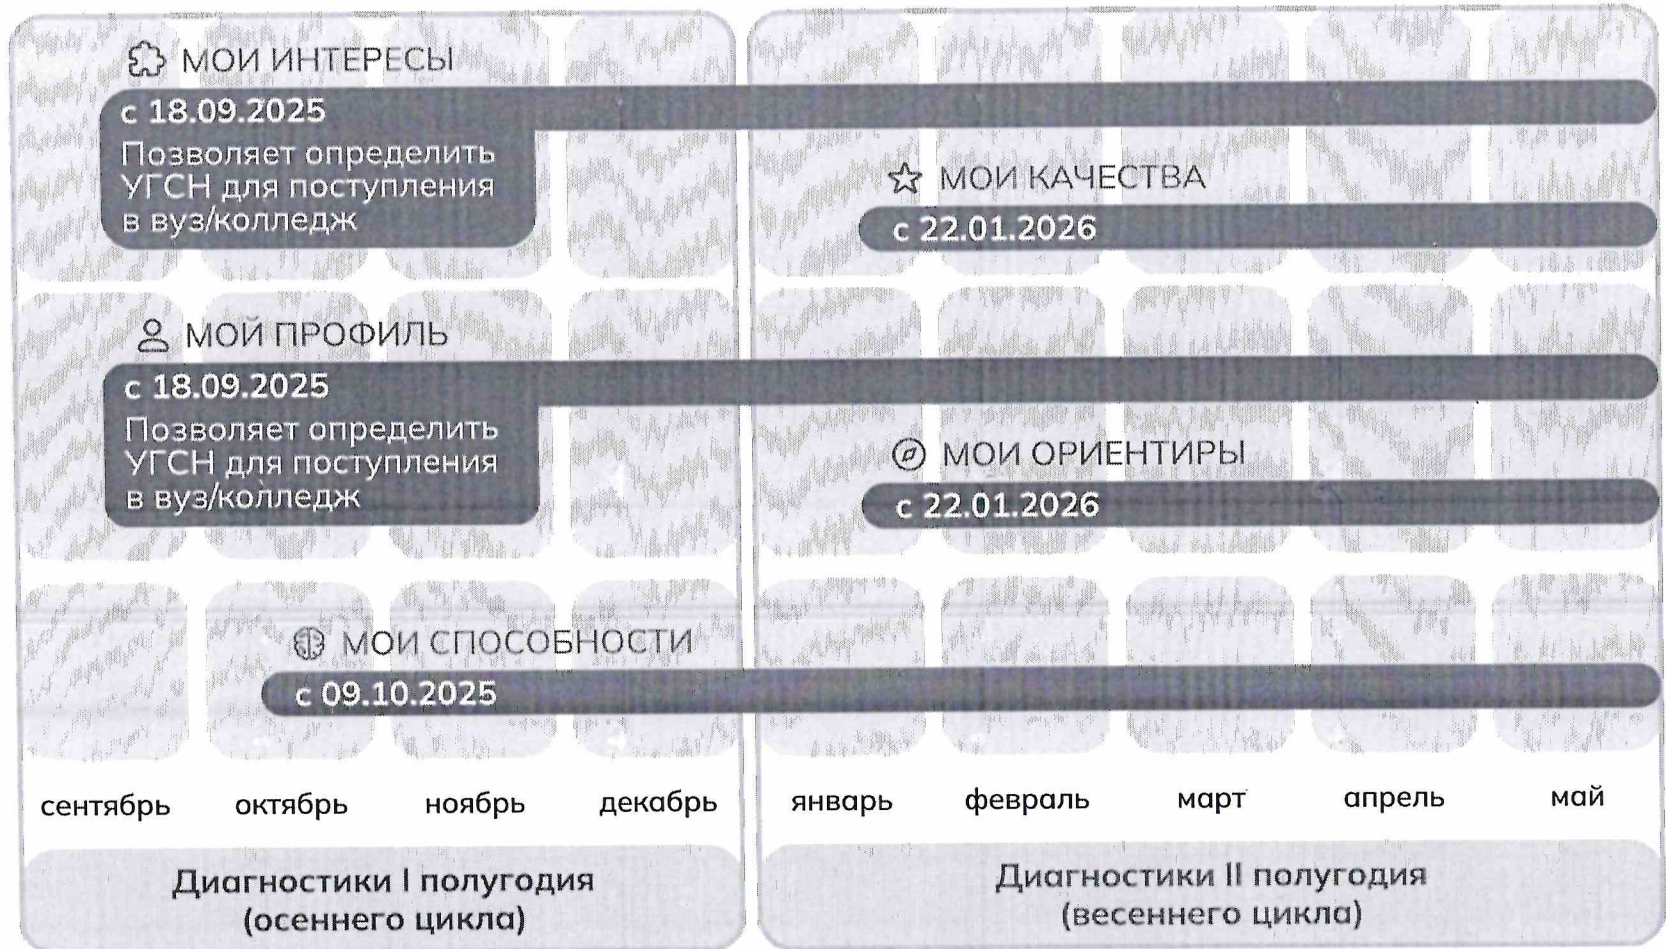 МОИ ИНТЕРЕСЫ
с 18.09.2025
Позволяет определить
УГСН для поступления
в вуз/колледж
МОИ КАЧЕСТВА
с 22.01.2026
МОЙ ПРОФИЛЬ
с 18.09.2025
Позволяет определить
УГСН для поступления
в вуз/колледж
МОИ ОРИЕНТИРЫ
с 22.01.2026
МОИ СПОСОБНОСТИ
с 09.10.2025
сентябрь октябрь ноябрь декабрь январь февраль март апрель май
Диагностики I полугодия
(осеннего цикла)
Диагностики II полугодия
(весеннего цикла)